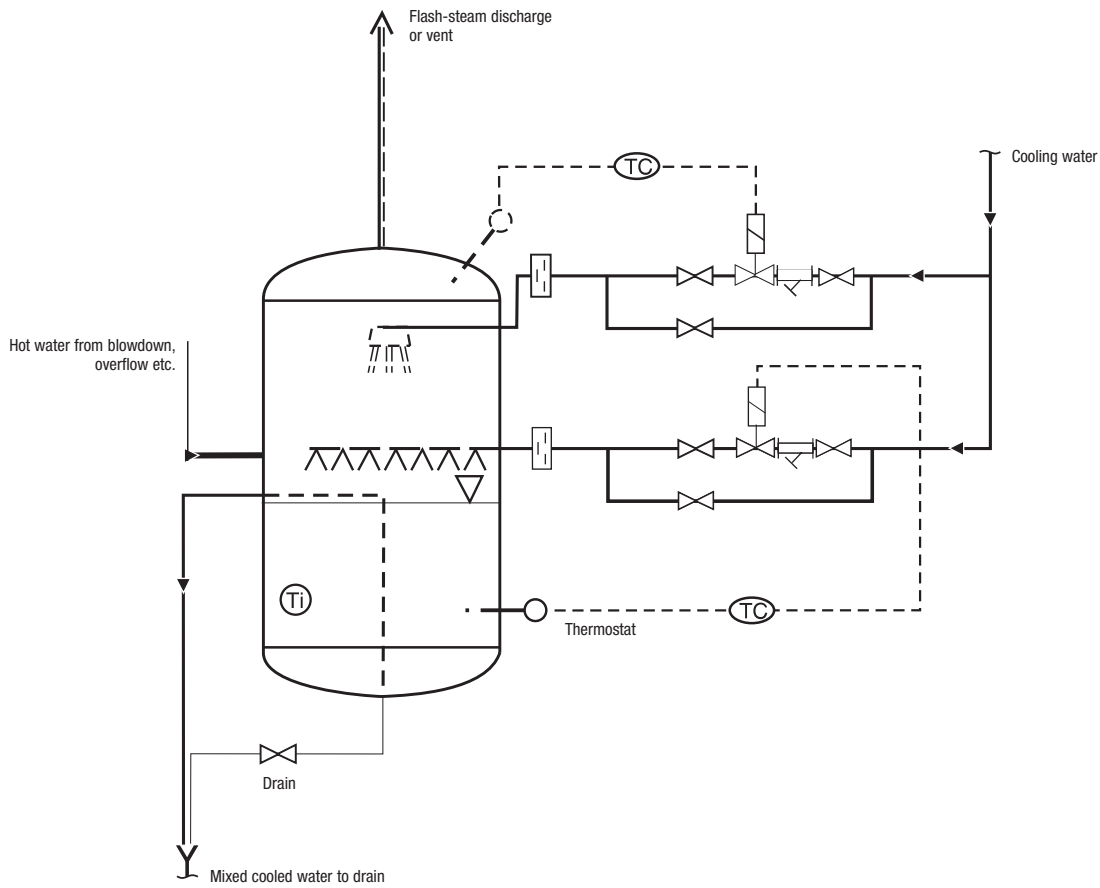 Flash-steam discharge
or vent
TC
Cooling water
Hot water from blowdown,
overflow etc.
Ti
Thermostat
TC
Drain
Mixed cooled water to drain